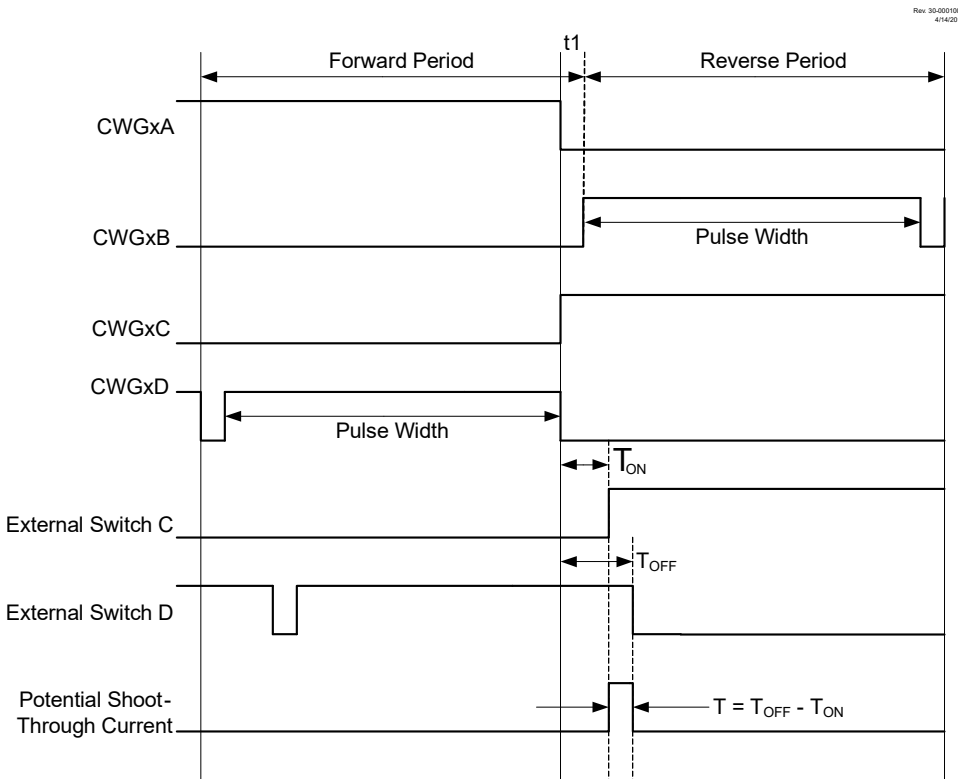 Rev. 30-000100
4/14/20
t1
Forward Period
Reverse Period
CWGxA
CWGxB
Pulse Width
CWGxC
CWGxD
Pulse Width
TON
External Switch C
TOFF
External Switch D
Potential Shoot-
Through Current
T = TOFF - TON